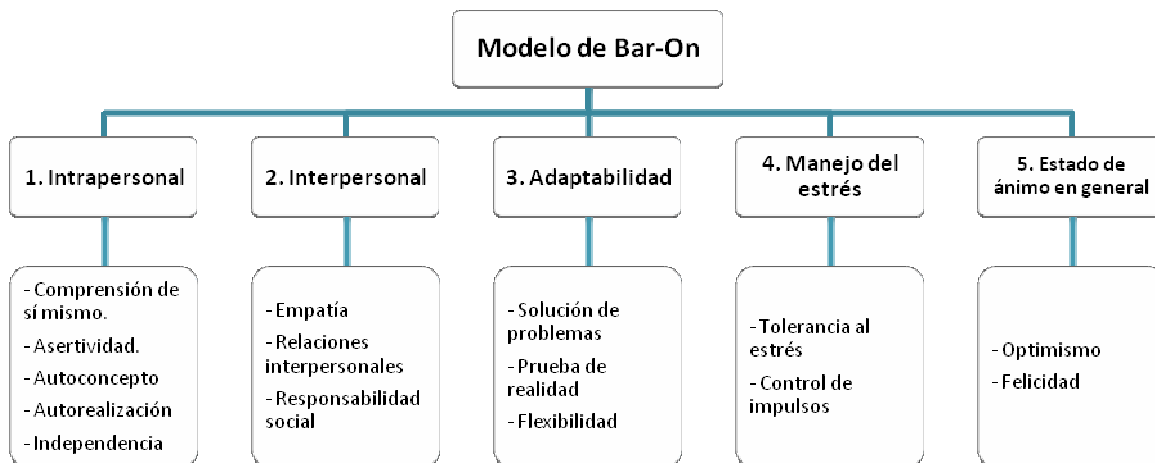 Modelo de Bar-On
1. Intrapersonal
2. Interpersonal
3. Adaptabilidad
4. Manejo del
estrés
5. Estado de
ánimo en general
- Comprensión de
sí mismo.
- Asertividad.
- Autoconcepto
- Autorealización
- Independencia
- Empatía
- Relaciones
interpersonales
- Responsabilidad
social
- Solución de
problemas
- Prueba de
realidad
- Flexibilidad
- Tolerancia al
estrés
- Control de
impulsos
- Optimismo
- Felicidad